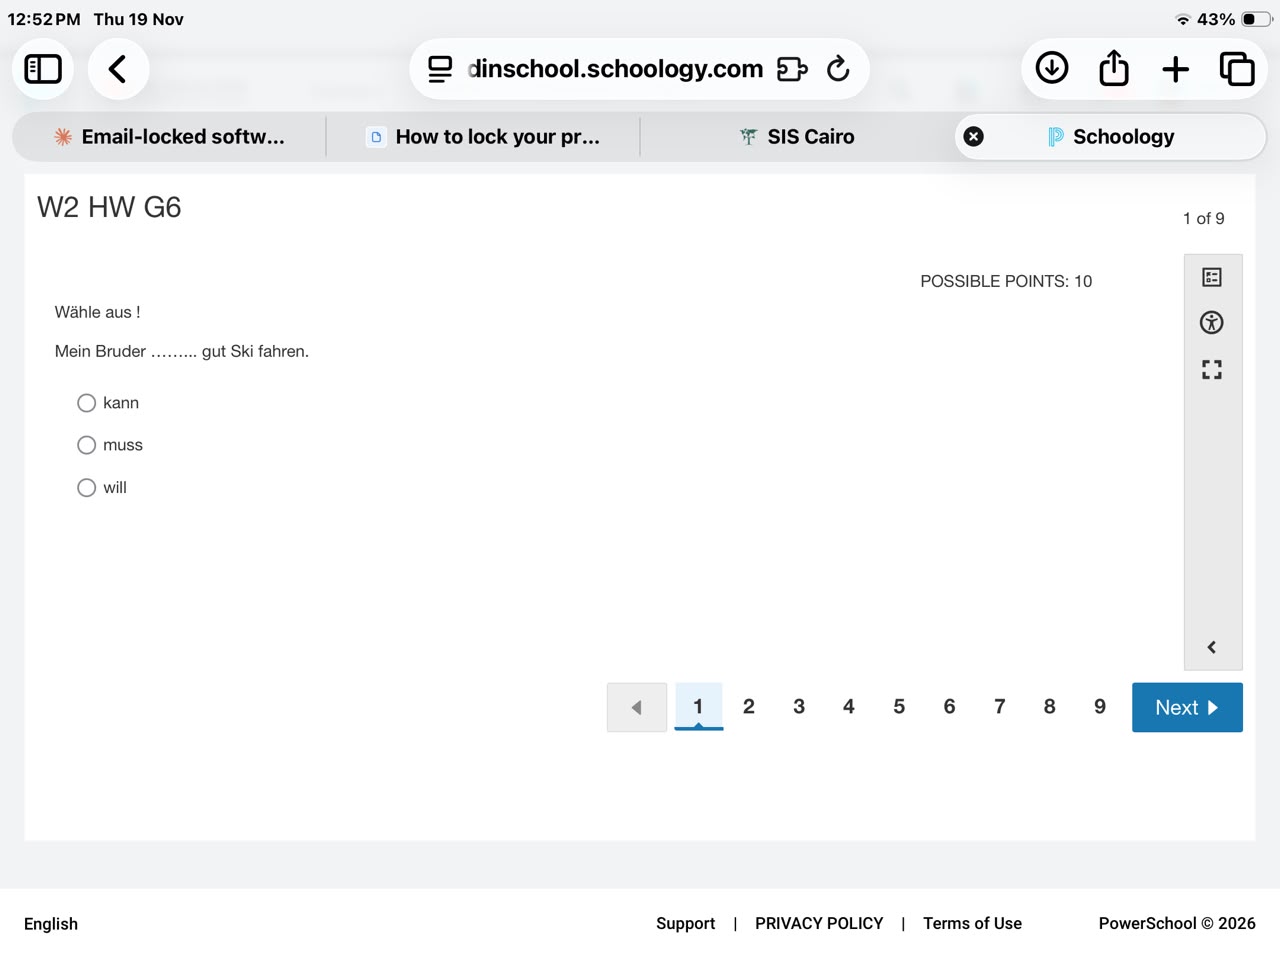 12:52 PM Thu 19 Nov
43%
dinschool.schoology.com
Email-locked softw...
How to lock your pr...
SIS Cairo
Schoology
W2 HW G6
1 of 9
POSSIBLE POINTS: 10
Wähle aus !
Mein Bruder ……... gut Ski fahren.
kann
muss
will
1 2 3 4 5 6 7 8 9 Next
English
Support | PRIVACY POLICY | Terms of Use
PowerSchool © 2026